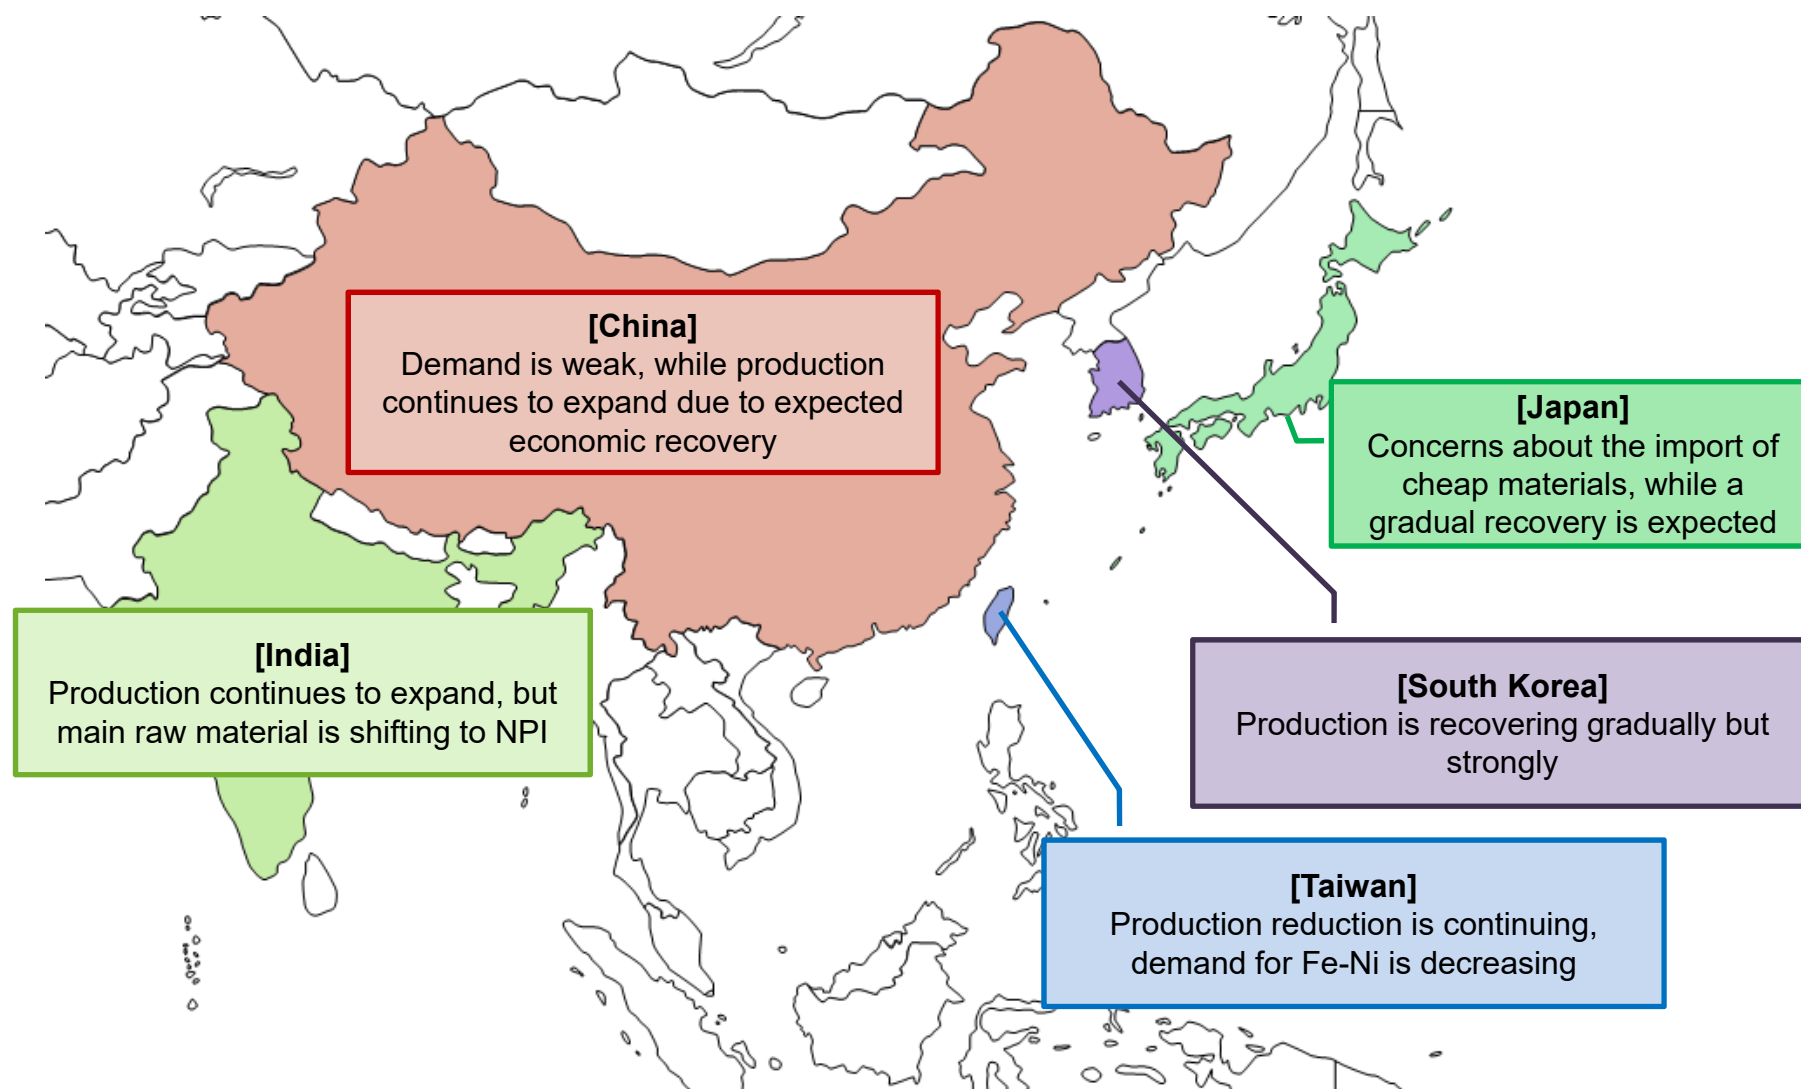 [China]
Demand is weak, while production
continues to expand due to expected
economic recovery
[Japan]
Concerns about the import of
cheap materials, while a
gradual recovery is expected
[India]
Production continues to expand, but
main raw material is shifting to NPI
[South Korea]
Production is recovering gradually but
strongly
[Taiwan]
Production reduction is continuing,
demand for Fe-Ni is decreasing